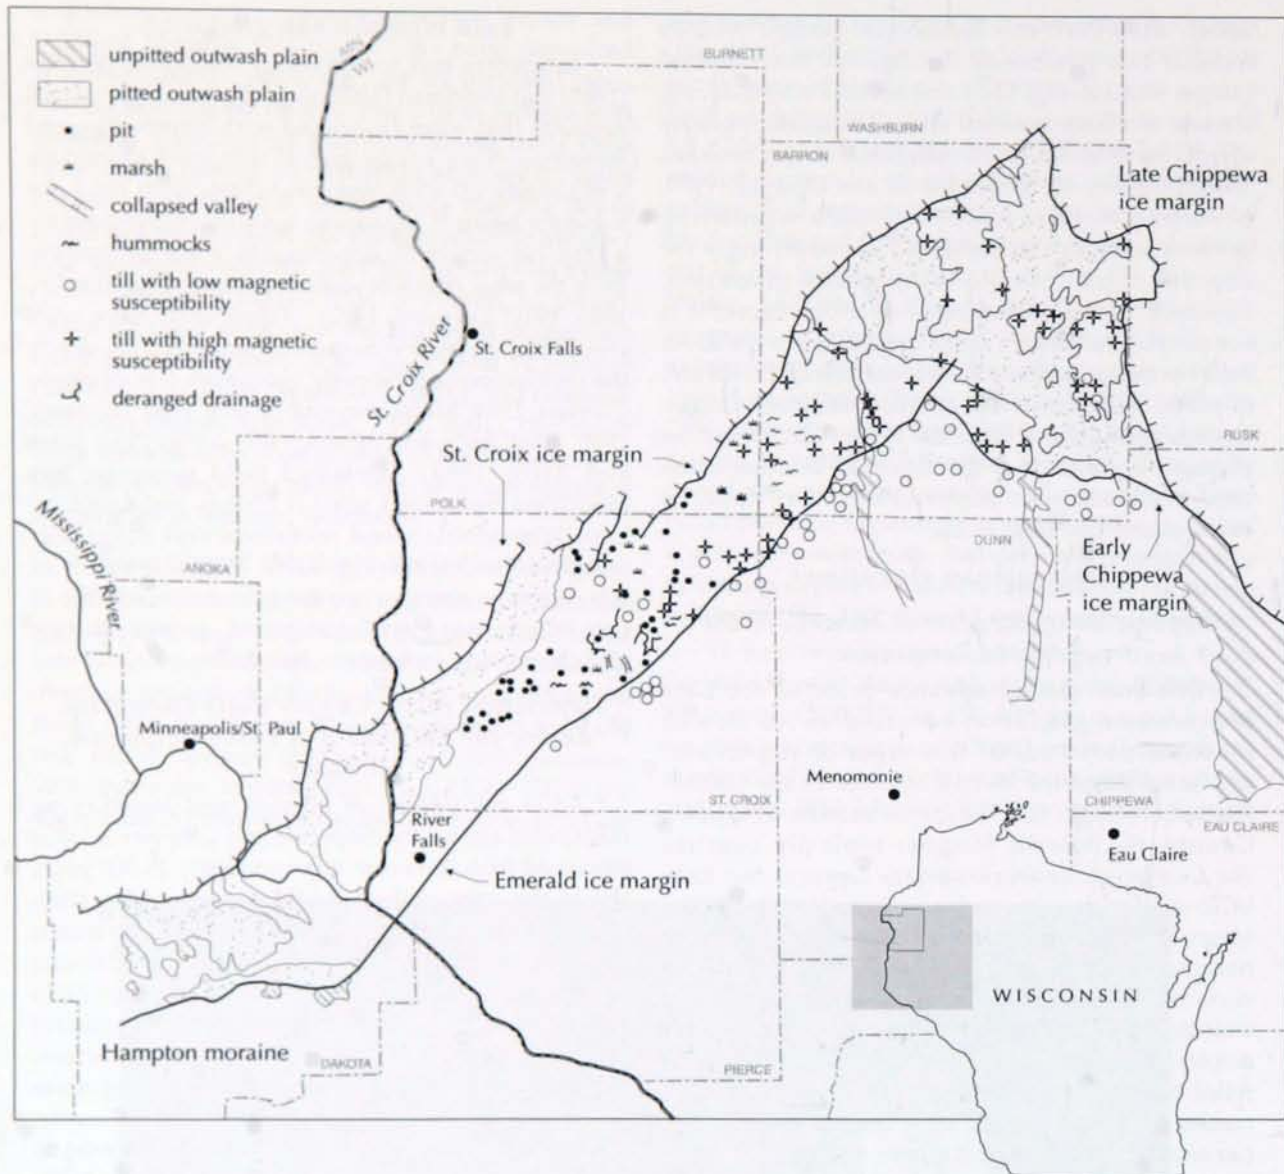 unpitted outwash plain
pitted outwash plain
pit
marsh
collapsed valley
hummocks
till with low magnetic
susceptibility
till with high magnetic
susceptibility
deranged drainage
MN
WI
BURNETT
WASHBURN
BARRON
Late Chippewa
ice margin
St. Croix River
St. Croix Falls
RUSK
St. Croix ice margin
POLK
Mississippi River
ANOKA
DUNN
Early
Chippewa
ice margin
Minneapolis/St. Paul
Menomonie
ST. CROIX
CHIPPEWA
EAU CLAIRE
River
Falls
Eau Claire
Emerald ice margin
WISCONSIN
Hampton moraine
DAKOTA
PIERCE